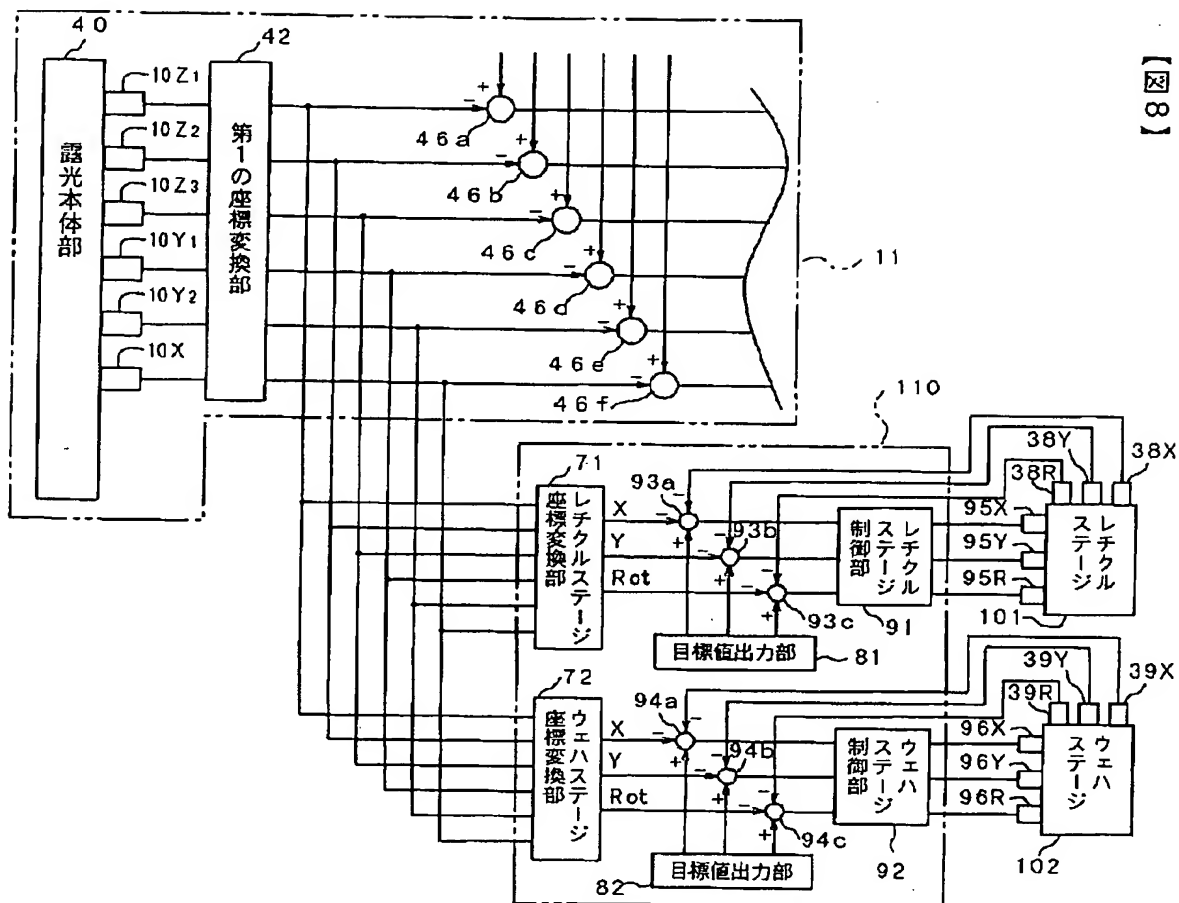 【図8】
40
露光本体部
10Z1
10Z2
10Z3
10Y1
10Y2
10X
42
第1の座標変換部
+
-
46a
+
-
46b
+
-
46c
+
-
46d
+
-
46e
+
-
46f
11
110
71
レチクルステージ
座標変換部
X
Y
Rot
93a
-
-
+
93b
-
-
+
93c
-
-
+
目標値出力部
81
レチクル
ステージ
制御部
91
95X
95Y
95R
38R
38Y
38X
レチクル
ステージ
101
72
ウェハステージ
座標変換部
X
Y
Rot
94a
-
-
+
94b
-
-
+
94c
-
-
+
目標値出力部
82
ウェハ
ステージ
制御部
92
96X
96Y
96R
39R
39Y
39X
ウェハ
ステージ
102